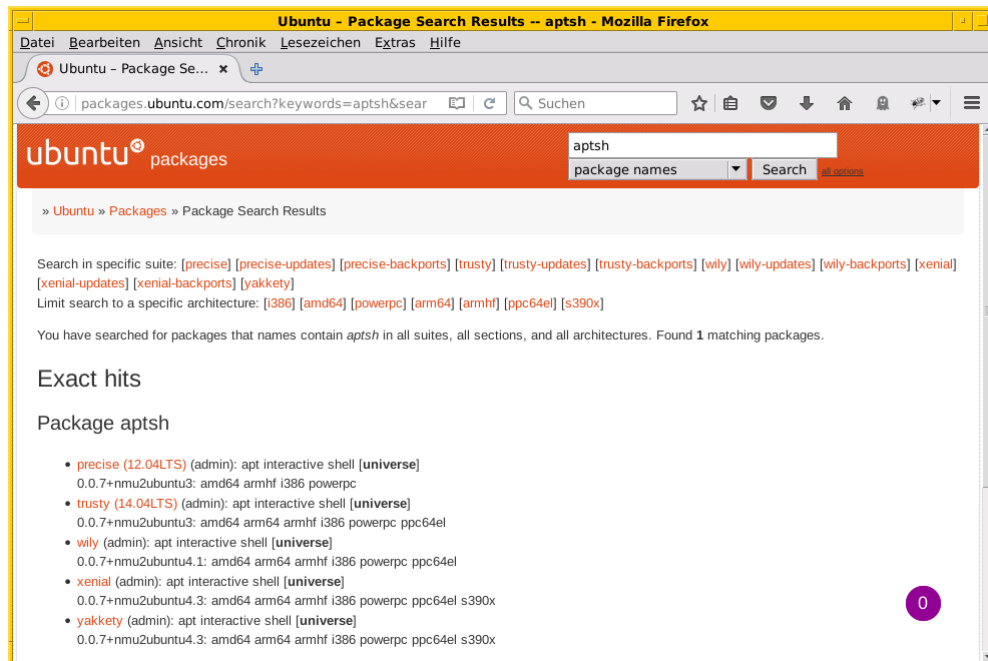 Ubuntu – Package Search Results -- aptsh - Mozilla Firefox
Datei Bearbeiten Ansicht Chronik Lesezeichen Extras Hilfe
Ubuntu – Package Se...
packages.ubuntu.com/search?keywords=aptsh&sear
Suchen
ubuntu packages
aptsh
package names
Search
all options
» Ubuntu » Packages » Package Search Results
Search in specific suite: [precise] [precise-updates] [precise-backports] [trusty] [trusty-updates] [trusty-backports] [wily] [wily-updates] [wily-backports] [xenial]
[xenial-updates] [xenial-backports] [yakkety]
Limit search to a specific architecture: [i386] [amd64] [powerpc] [arm64] [armhf] [ppc64el] [s390x]
You have searched for packages that names contain aptsh in all suites, all sections, and all architectures. Found 1 matching packages.
Exact hits
Package aptsh
• precise (12.04LTS) (admin): apt interactive shell [universe]
0.0.7+nmu2ubuntu3: amd64 armhf i386 powerpc
• trusty (14.04LTS) (admin): apt interactive shell [universe]
0.0.7+nmu2ubuntu3: amd64 arm64 armhf i386 powerpc ppc64el
• wily (admin): apt interactive shell [universe]
0.0.7+nmu2ubuntu4.1: amd64 arm64 armhf i386 powerpc ppc64el
• xenial (admin): apt interactive shell [universe]
0.0.7+nmu2ubuntu4.3: amd64 arm64 armhf i386 powerpc ppc64el s390x
• yakkety (admin): apt interactive shell [universe]
0.0.7+nmu2ubuntu4.3: amd64 arm64 armhf i386 powerpc ppc64el s390x
0